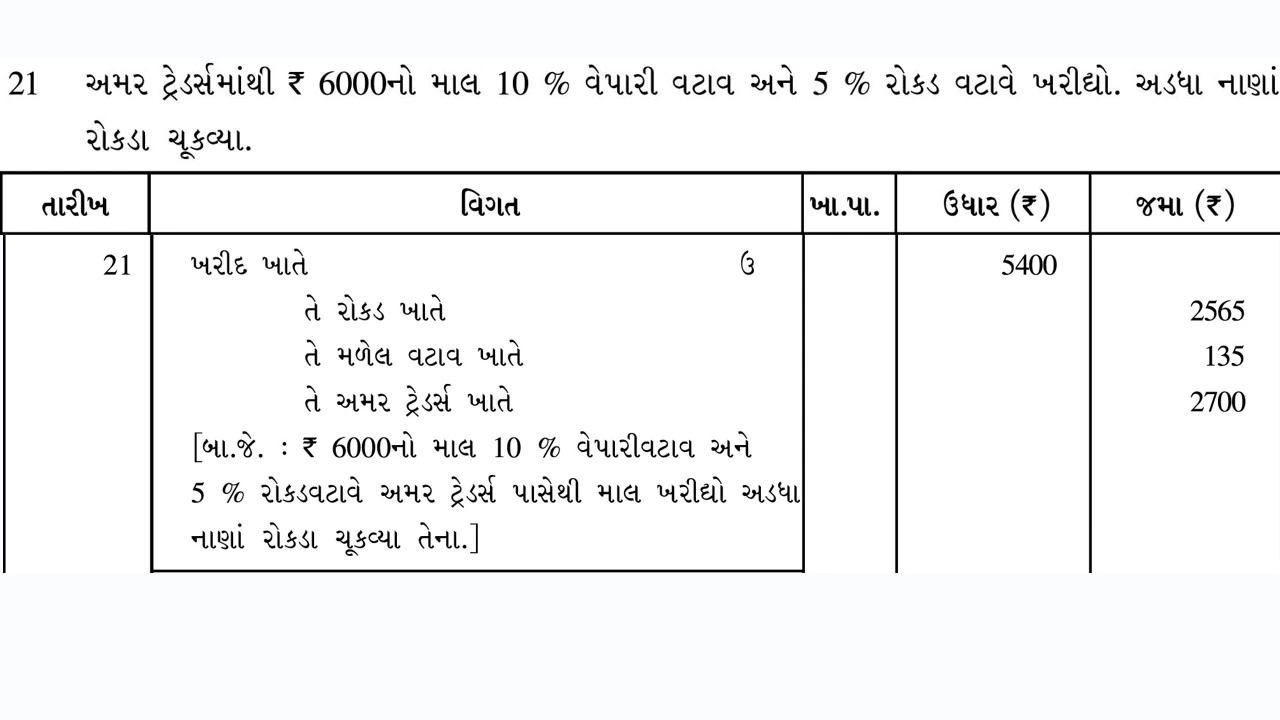 21 અમર ટ્રેડર્સમાંથી ₹ 6000નો માલ 10 % વેપારી વટાવ અને 5 % રોકડ વટાવે ખરીદ્યો. અડધા નાણાં
રોકડા ચૂકવ્યા.
તારીખ વિગત ખા.પા. ઉધાર (₹) જમા (₹)
21 ખરીદ ખાતે ઉ 5400
તે રોકડ ખાતે 2565
તે મળેલ વટાવ ખાતે 135
તે અમર ટ્રેડર્સ ખાતે 2700
[બા.જે. : ₹ 6000નો માલ 10 % વેપારીવટાવ અને
5 % રોકડવટાવે અમર ટ્રેડર્સ પાસેથી માલ ખરીદ્યો અડધા
નાણાં રોકડા ચૂકવ્યા તેના.]